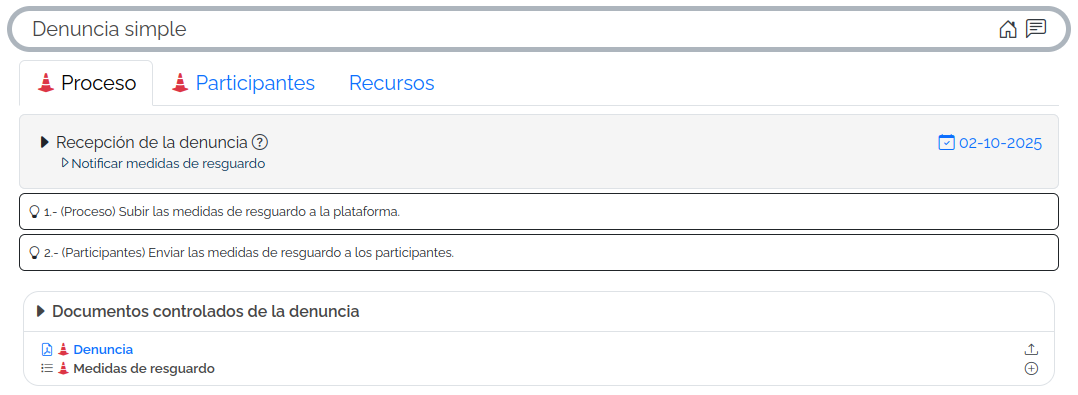 Denuncia simple
Proceso Participantes Recursos
Recepción de la denuncia 02-10-2025
Notificar medidas de resguardo
1.- (Proceso) Subir las medidas de resguardo a la plataforma.
2.- (Participantes) Enviar las medidas de resguardo a los participantes.
Documentos controlados de la denuncia
Denuncia
Medidas de resguardo